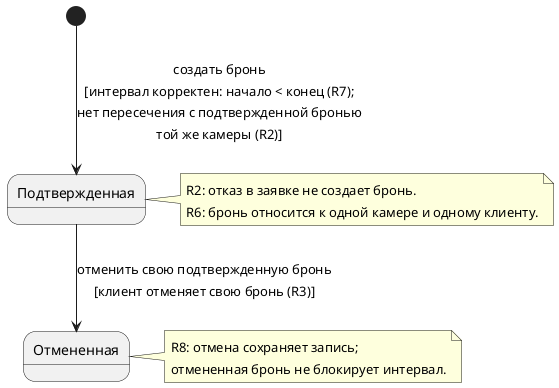 создать бронь
[интервал корректен: начало < конец (R7);
нет пересечения с подтвержденной бронью
той же камеры (R2)]
Подтвержденная
R2: отказ в заявке не создает бронь.
R6: бронь относится к одной камере и одному клиенту.
отменить свою подтвержденную бронь
[клиент отменяет свою бронь (R3)]
Отмененная
R8: отмена сохраняет запись;
отмененная бронь не блокирует интервал.